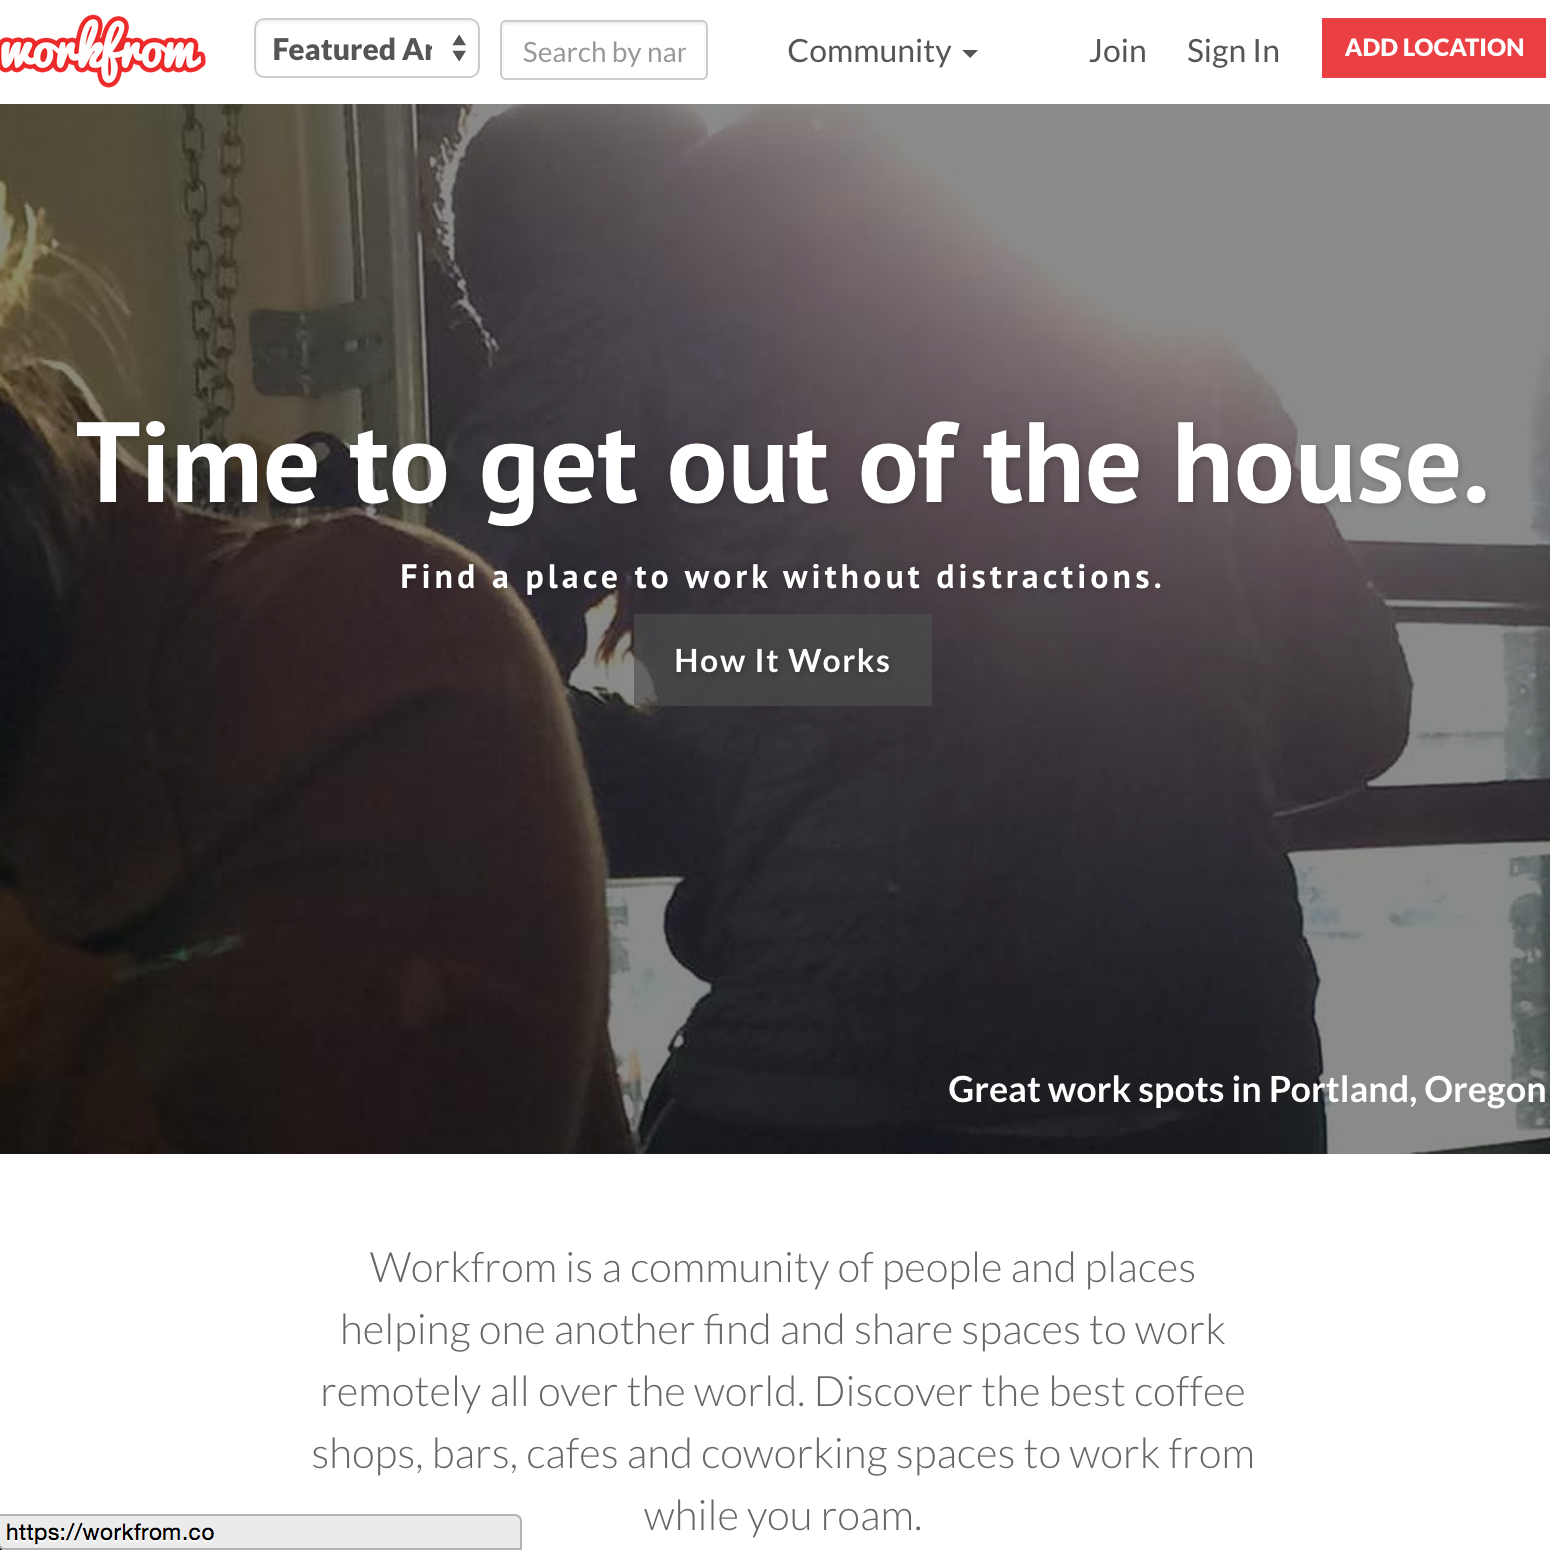 workfrom
Featured Ar
Search by nar
Community
Join
Sign In
ADD LOCATION
Time to get out of the house.
Find a place to work without distractions.
How It Works
Great work spots in Portland, Oregon
Workfrom is a community of people and places
helping one another find and share spaces to work
remotely all over the world. Discover the best coffee
shops, bars, cafes and coworking spaces to work from
while you roam.
https://workfrom.co